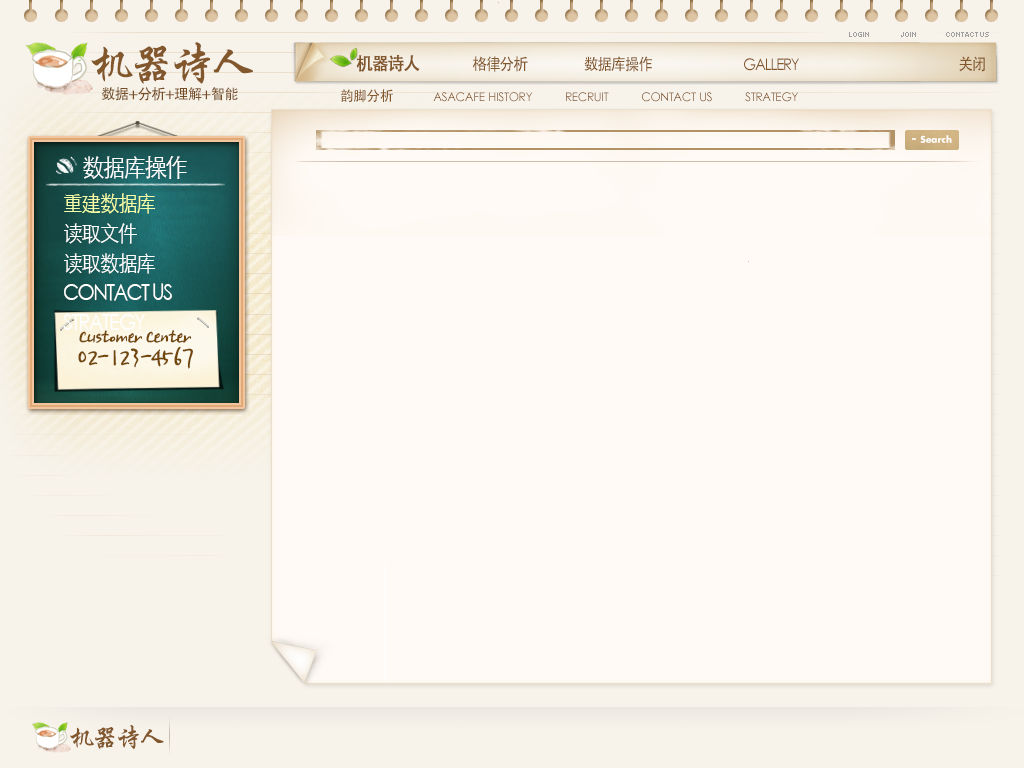 LOGIN JOIN CONTACT US
机器诗人
数据+分析+理解+智能
机器诗人 格律分析 数据库操作 GALLERY 关闭
韵脚分析 ASACAFE HISTORY RECRUIT CONTACT US STRATEGY
- Search
数据库操作
重建数据库
读取文件
读取数据库
CONTACT US
STRATEGY
Customer Center
02-123-4567
机器诗人